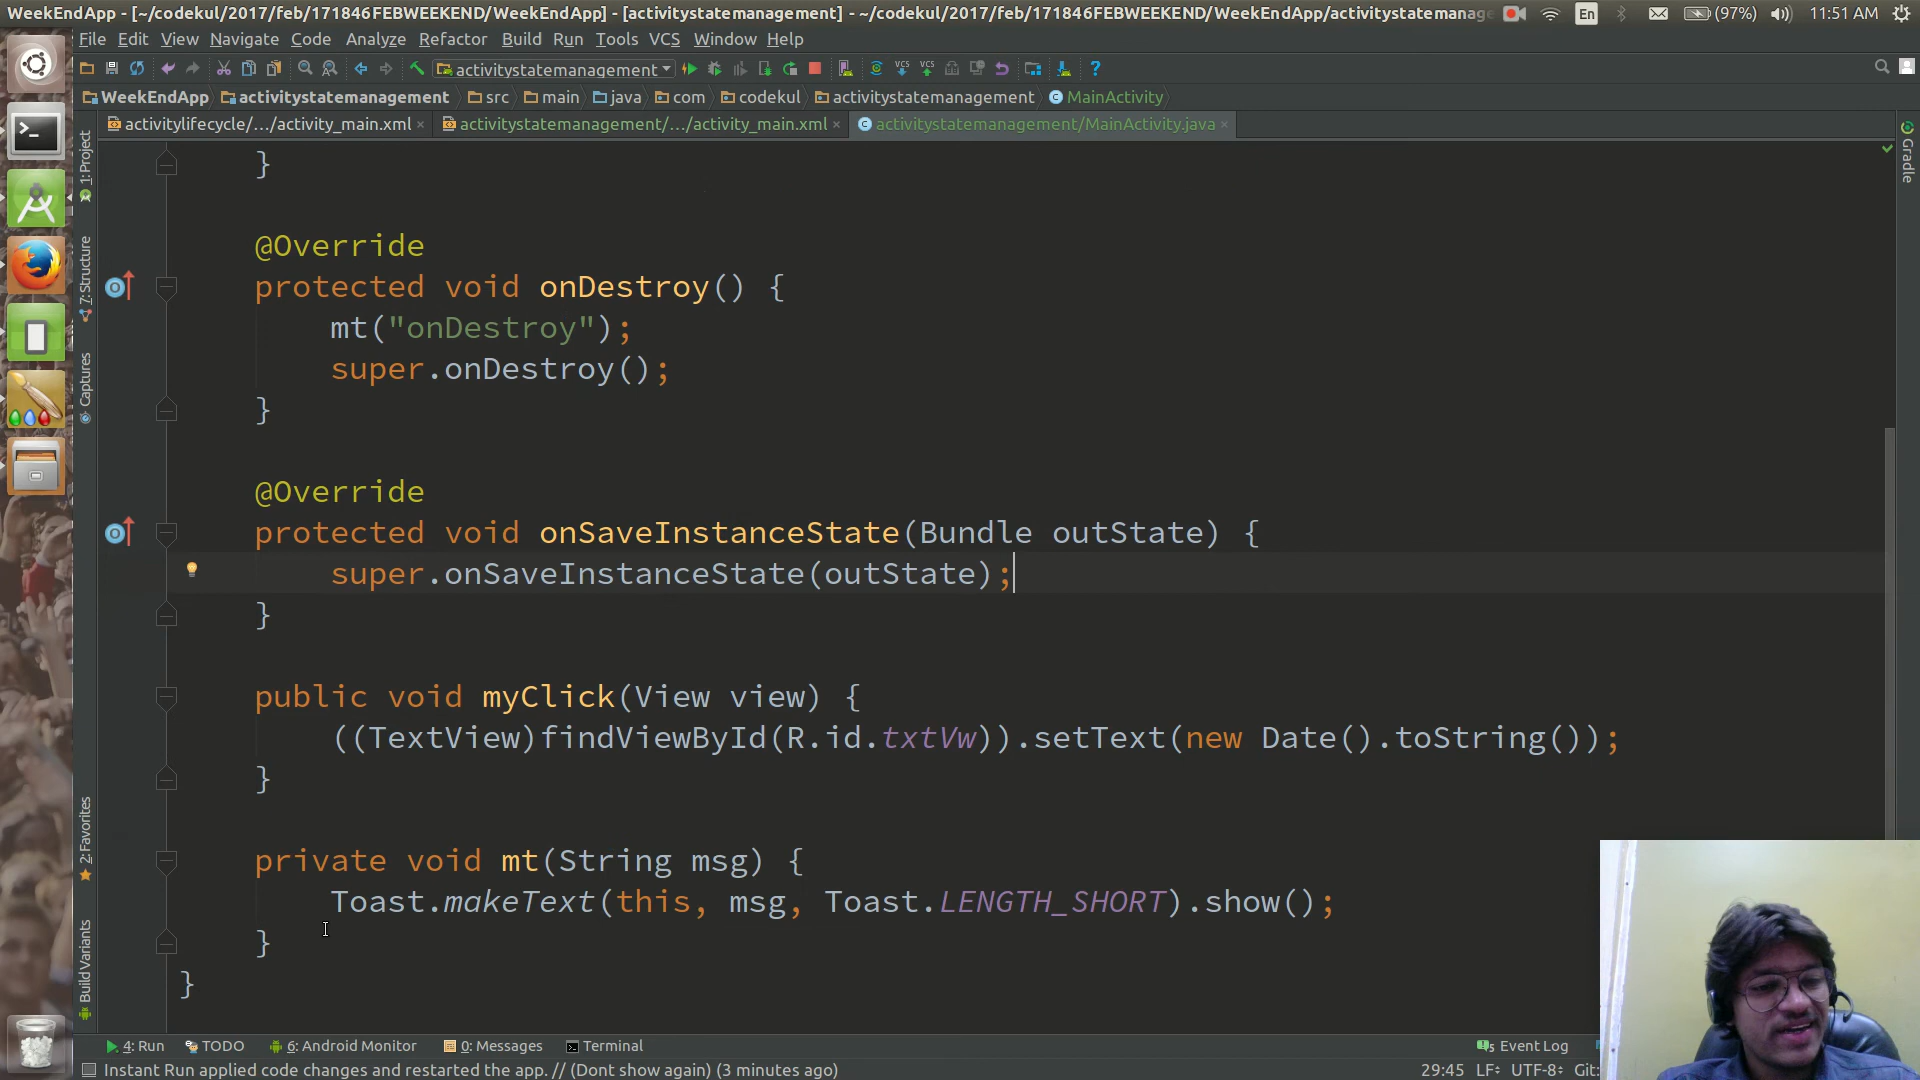 WeekEndApp - [~/codekul/2017/feb/171846FEBWEEKEND/WeekEndApp] - [activitystatemanagement] - ~/codekul/2017/feb/171846FEBWEEKEND/WeekEndApp/activitystatemanage
En
(97%)
11:51 AM
File Edit View Navigate Code Analyze Refactor Build Run Tools VCS Window Help
activitystatemanagement
VCS VCS
WeekEndApp activitystatemanagement src main java com codekul activitystatemanagement MainActivity
activitylifecycle/.../activity_main.xml activitystatemanagement/.../activity_main.xml activitystatemanagement/MainActivity.java
1: Project
7: Structure
Captures
2: Favorites
Build Variants
Gradle
}
@Override
protected void onDestroy() {
mt("onDestroy");
super.onDestroy();
}
@Override
protected void onSaveInstanceState(Bundle outState) {
super.onSaveInstanceState(outState);
}
public void myClick(View view) {
((TextView)findViewById(R.id.txtVw)).setText(new Date().toString());
}
private void mt(String msg) {
Toast.makeText(this, msg, Toast.LENGTH_SHORT).show();
}
}
4: Run TODO 6: Android Monitor 0: Messages Terminal Event Log
Instant Run applied code changes and restarted the app. // (Dont show again) (3 minutes ago) 29:45 LF÷ UTF-8÷ Git: